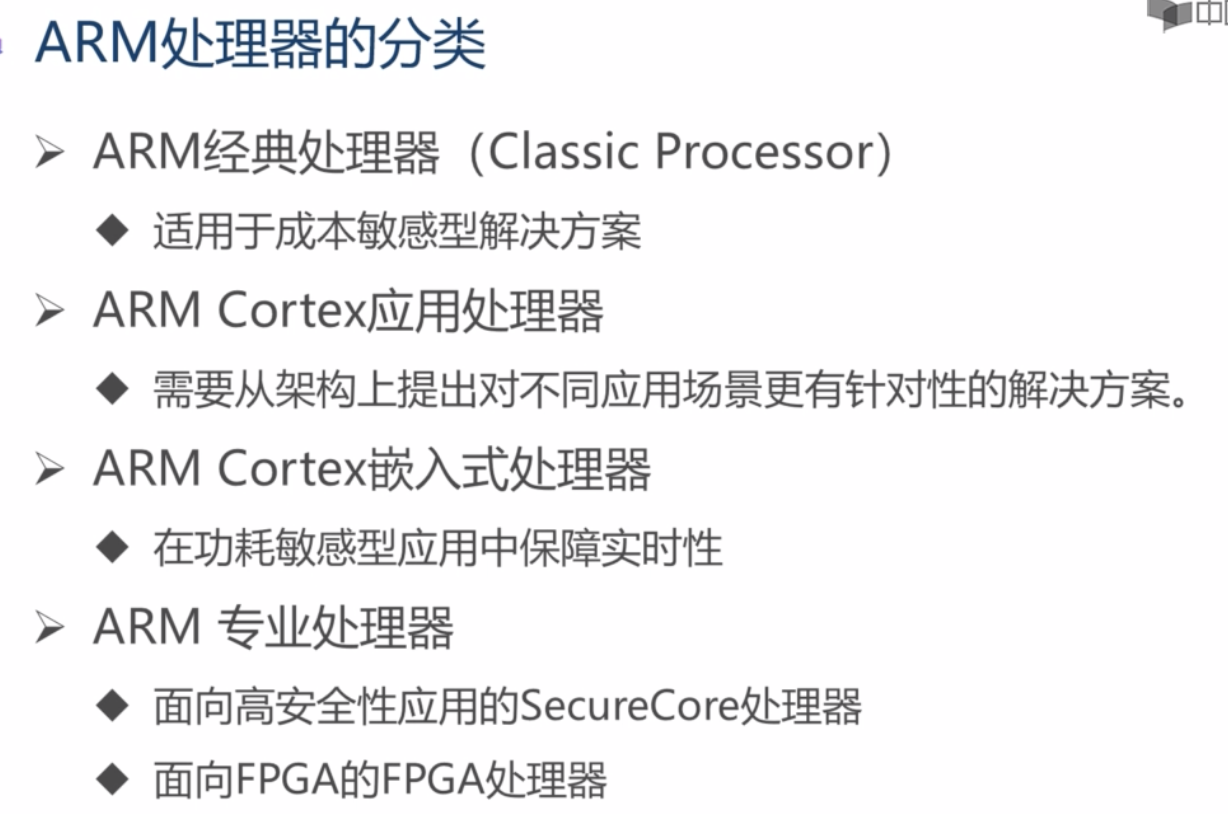 ARM处理器的分类
ARM经典处理器（Classic Processor）
适用于成本敏感型解决方案
ARM Cortex应用处理器
需要从架构上提出对不同应用场景更有针对性的解决方案。
ARM Cortex嵌入式处理器
在功耗敏感型应用中保障实时性
ARM 专业处理器
面向高安全性应用的SecureCore处理器
面向FPGA的FPGA处理器